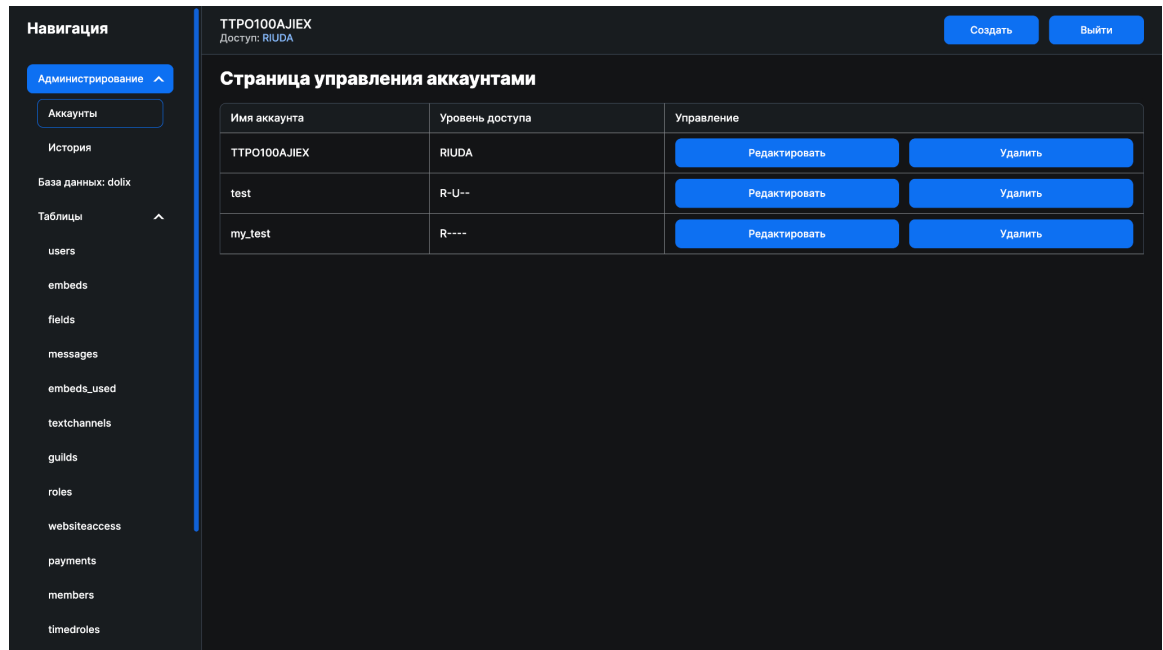 Навигация
Администрирование
Аккаунты
История
База данных: dolix
Таблицы
users
embeds
fields
messages
embeds_used
textchannels
guilds
roles
websiteaccess
payments
members
timedroles
TTPO100AJIEX
Доступ: RIUDA
Создать
Выйти
Страница управления аккаунтами
Имя аккаунта Уровень доступа Управление
TTPO100AJIEX RIUDA Редактировать Удалить
test R-U-- Редактировать Удалить
my_test R---- Редактировать Удалить